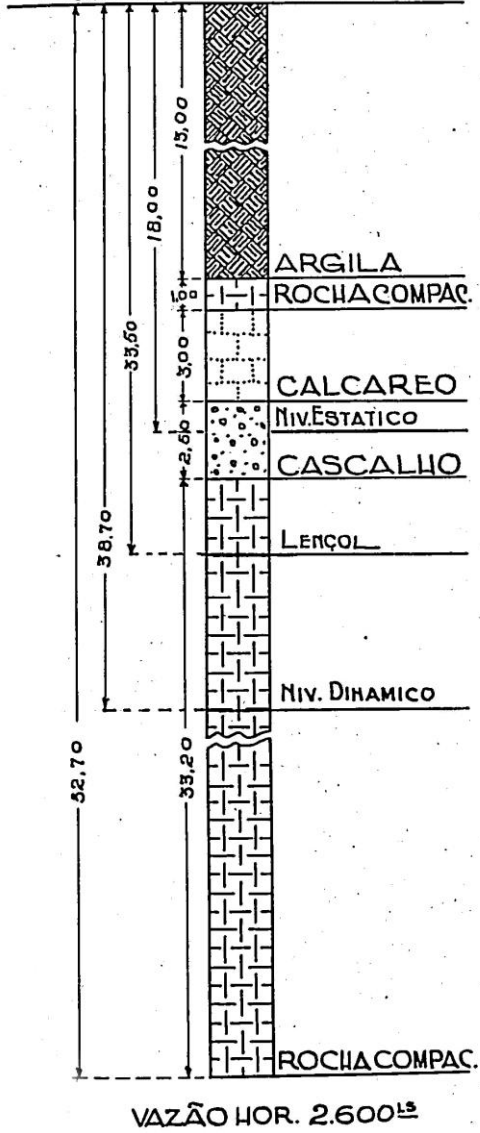 13,00
18,00
33,50
38,70
52,70
1,00
3,00
2,50
33,20
ARGILA
ROCHA COMPAC.
CALCAREO
NIV. ESTATICO
CASCALHO
LENÇOL
NIV. DINAMICO
ROCHA COMPAC.
VAZÃO HOR. 2.600 LS